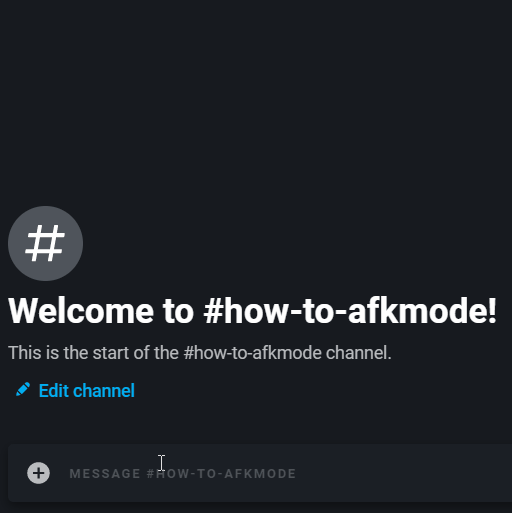 #
Welcome to #how-to-afkmode!
This is the start of the #how-to-afkmode channel.
Edit channel
MESSAGE #HOW-TO-AFKMODE